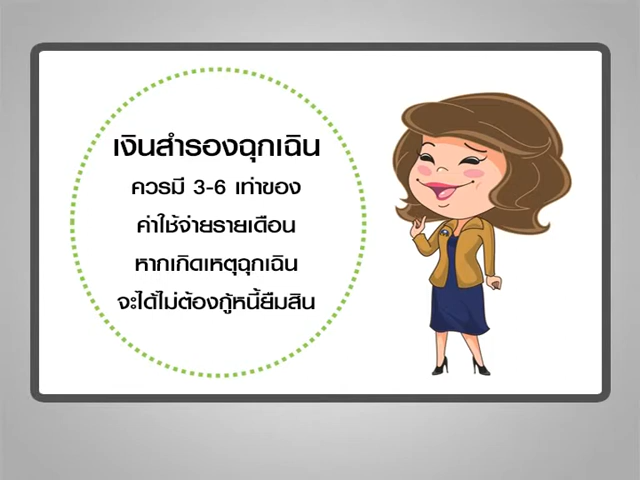 เงินสำรองฉุกเฉิน
ควรมี 3-6 เท่าของ
ค่าใช้จ่ายรายเดือน
หากเกิดเหตุฉุกเฉิน
จะได้ไม่ต้องกู้หนี้ยืมสิน